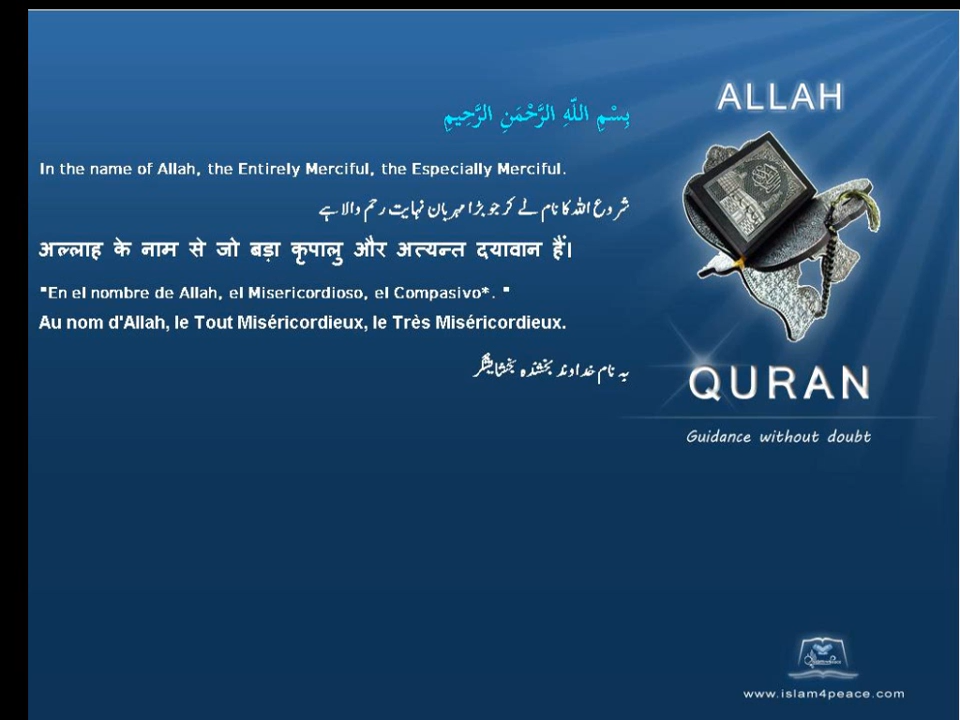 بِسْمِ اللَّهِ الرَّحْمَنِ الرَّحِيمِ
In the name of Allah, the Entirely Merciful, the Especially Merciful.
شروع اللہ کا نام لے کر جو بڑا مہربان نہایت رحم والا ہے
अल्लाह के नाम से जो बड़ा कृपालु और अत्यन्त दयावान हैं।
"En el nombre de Allah, el Misericordioso, el Compasivo*. "
Au nom d'Allah, le Tout Miséricordieux, le Très Miséricordieux.
به نام خداوند بخشنده بخشایشگر
ALLAH
QURAN
Guidance without doubt
www.islam4peace.com